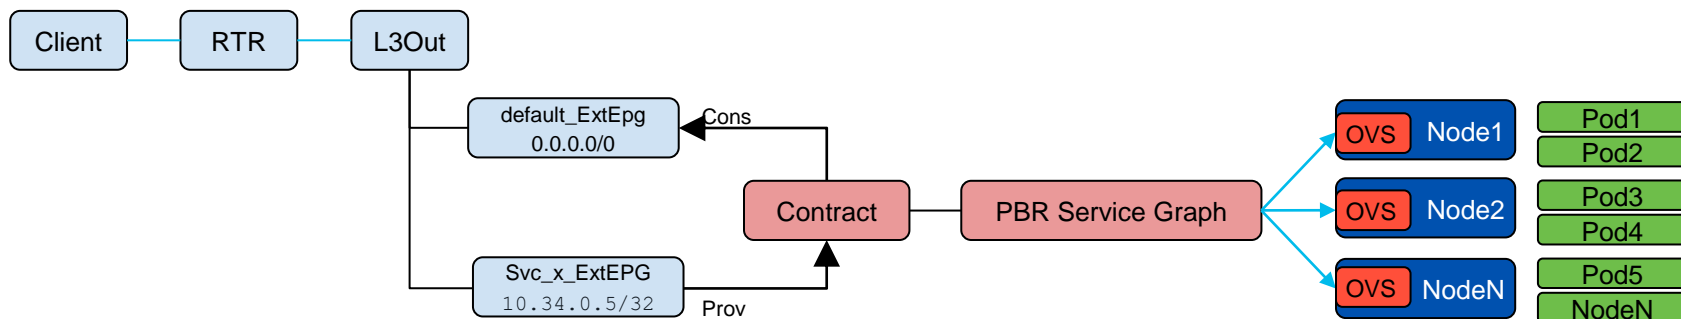 Client
RTR
L3Out
default_ExtEpg
0.0.0.0/0
Cons
Contract
PBR Service Graph
Svc_x_ExtEPG
10.34.0.5/32
Prov
OVS
Node1
Pod1
Pod2
OVS
Node2
Pod3
Pod4
OVS
NodeN
Pod5
NodeN